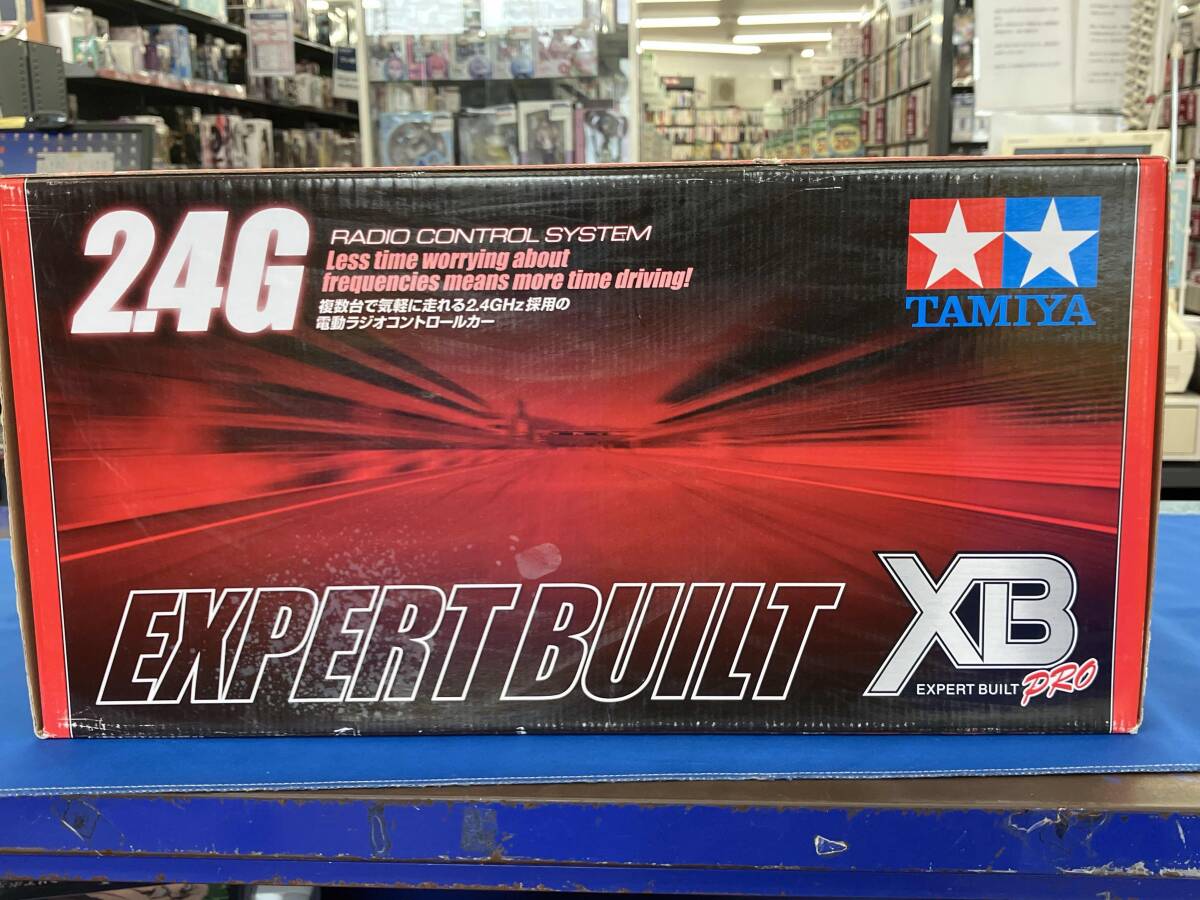 2.4G
RADIO CONTROL SYSTEM
Less time worrying about
frequencies means more time driving!
複数台で気軽に走れる2.4GHz採用の
電動ラジオコントロールカー
TAMIYA
EXPERT BUILT
XB
EXPERT BUILT PRO